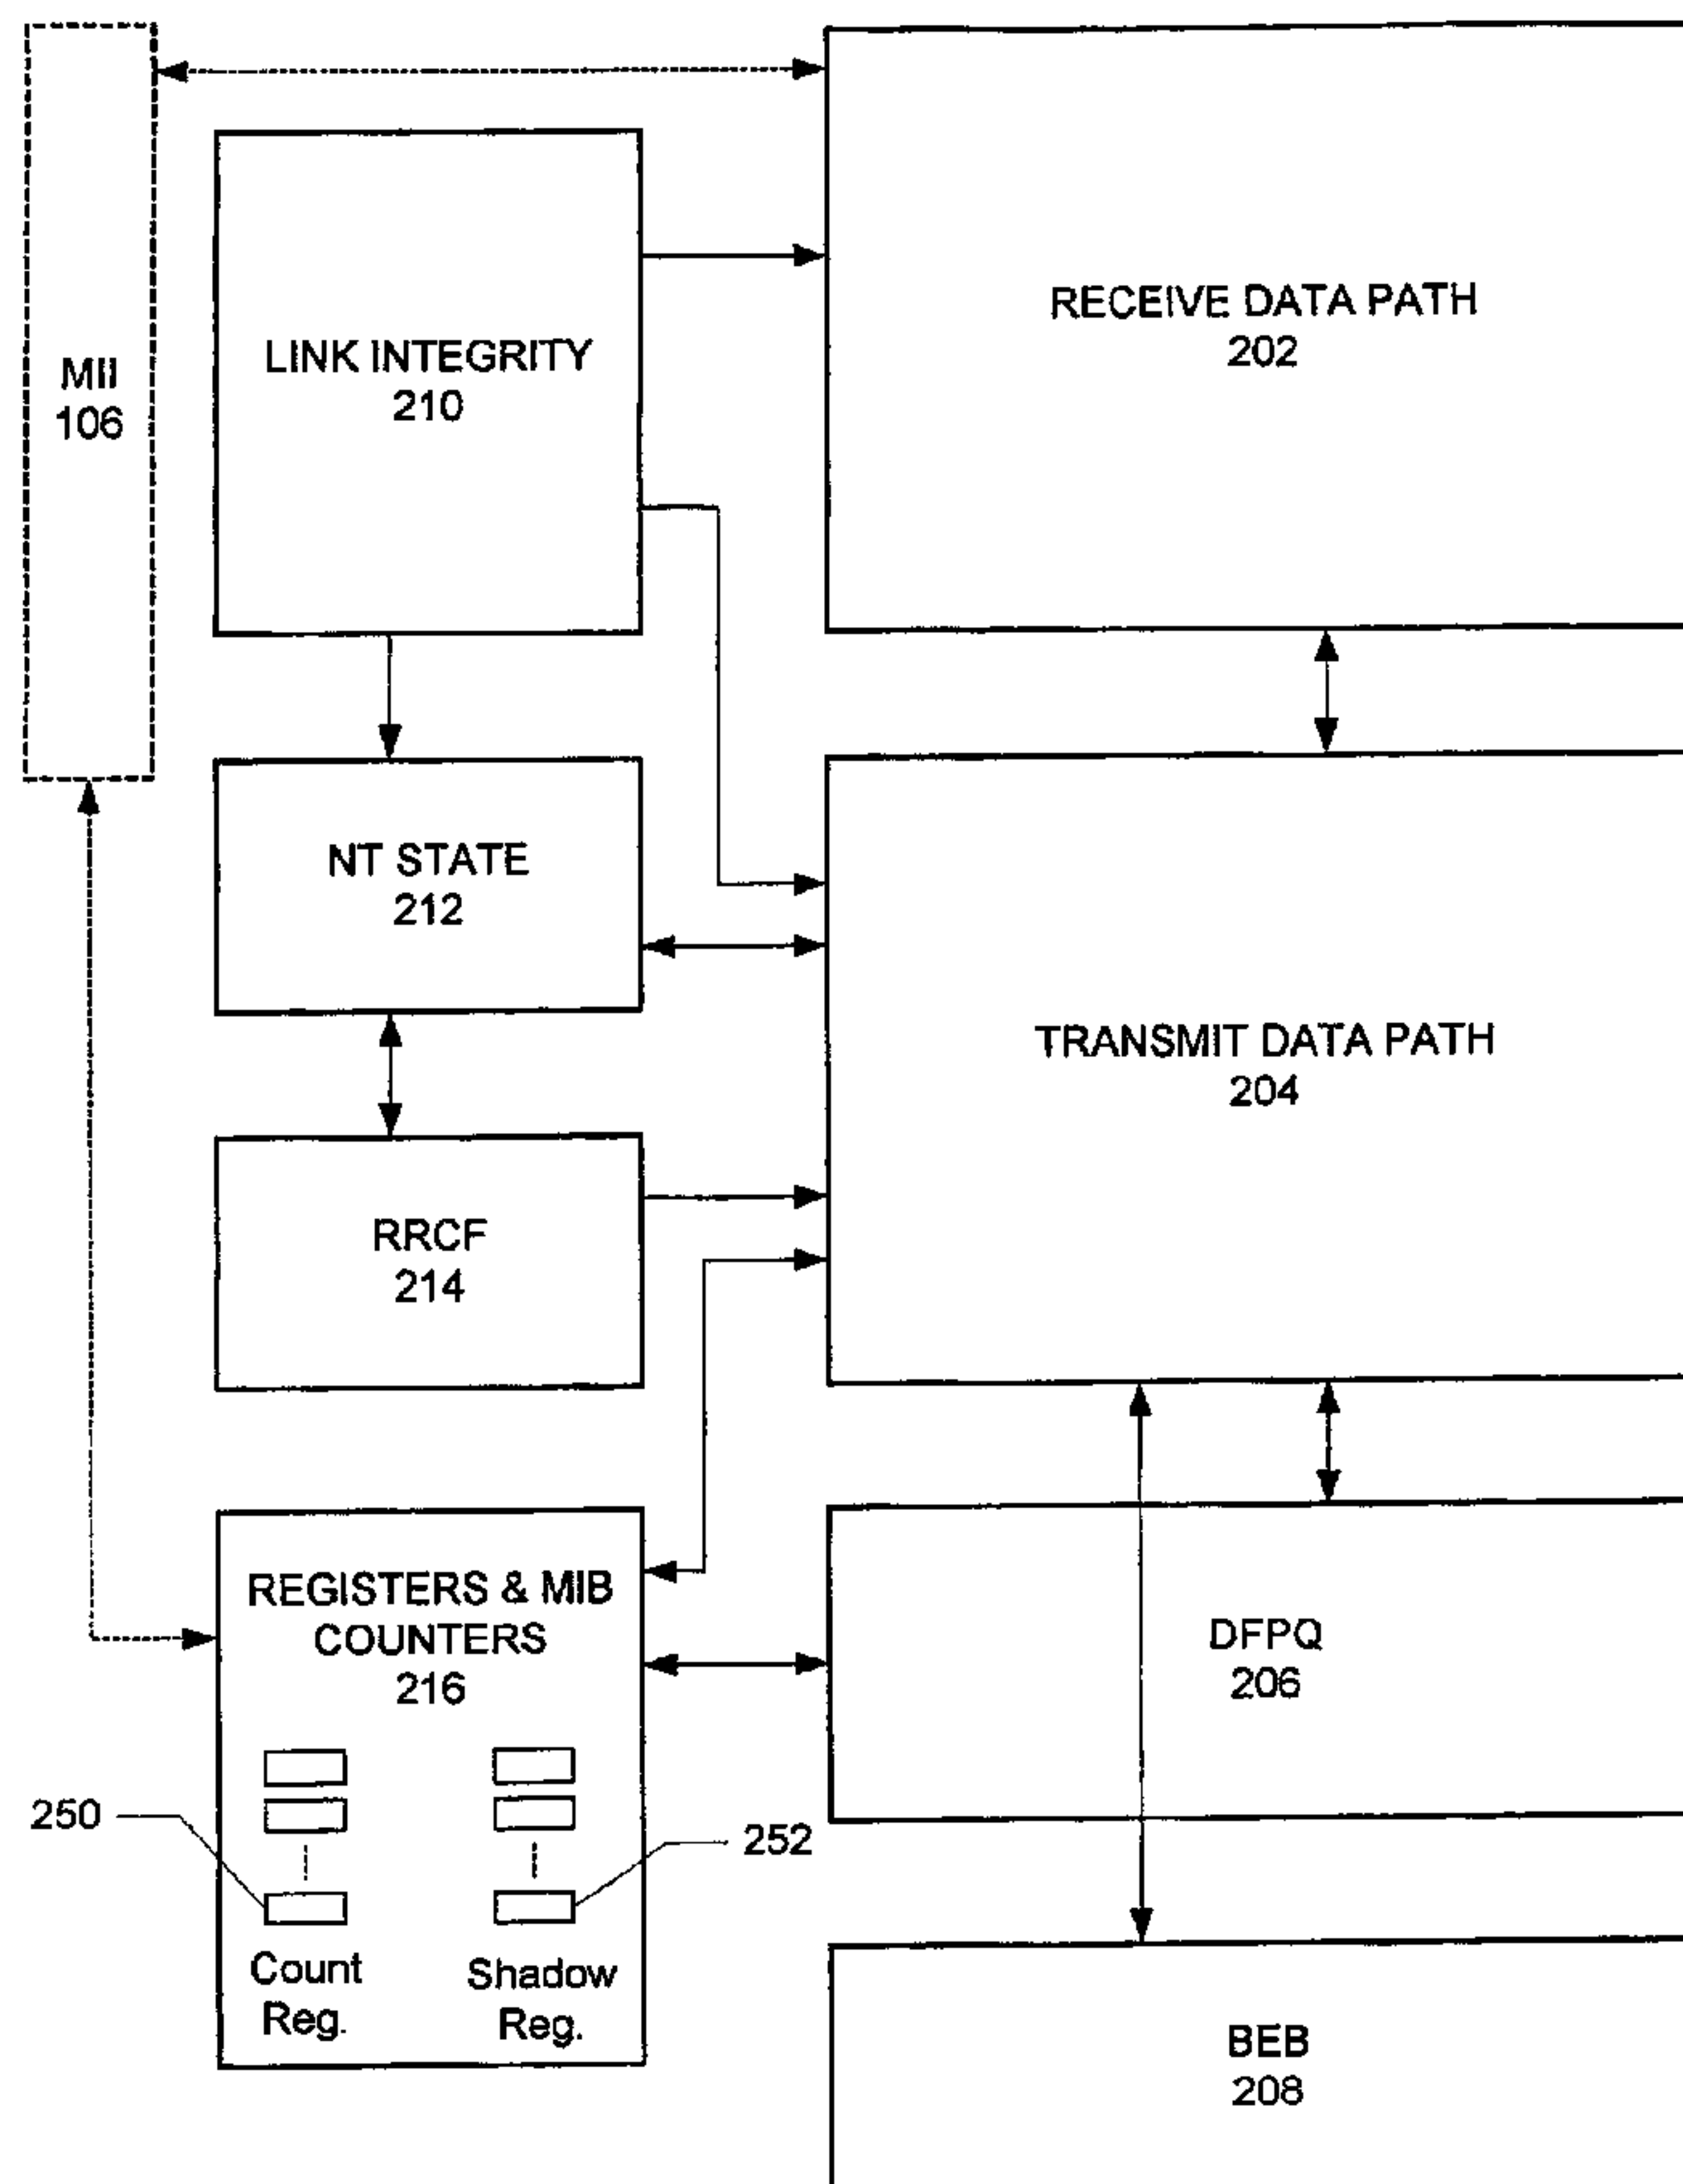 MII
106
LINK INTEGRITY
210
RECEIVE DATA PATH
202
NT STATE
212
TRANSMIT DATA PATH
204
RRCF
214
REGISTERS & MIB
COUNTERS
216
250
252
Count
Reg.
Shadow
Reg.
DFPQ
206
BEB
208